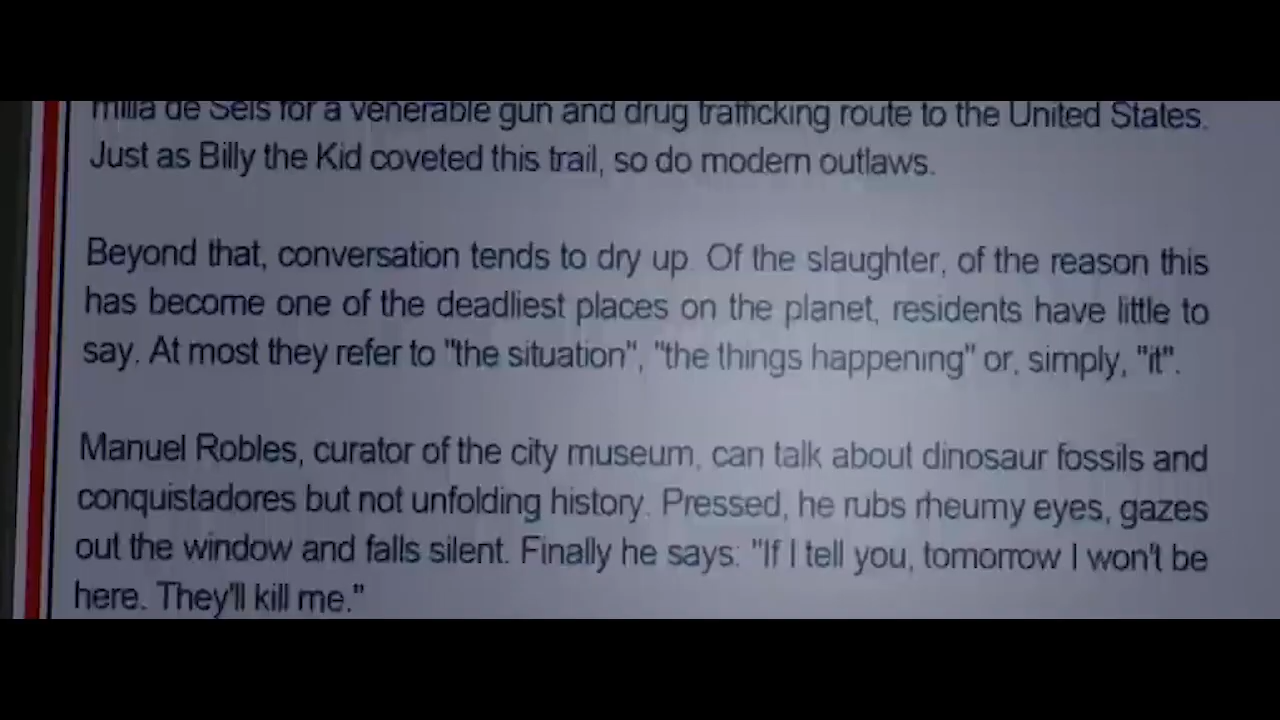 milla de Seis for a venerable gun and drug trafficking route to the United States.
Just as Billy the Kid coveted this trail, so do modern outlaws.
Beyond that, conversation tends to dry up. Of the slaughter, of the reason this
has become one of the deadliest places on the planet, residents have little to
say. At most they refer to "the situation", "the things happening" or, simply, "it".
Manuel Robles, curator of the city museum, can talk about dinosaur fossils and
conquistadores but not unfolding history. Pressed, he rubs rheumy eyes, gazes
out the window and falls silent. Finally he says: "If I tell you, tomorrow I won't be
here. They'll kill me."